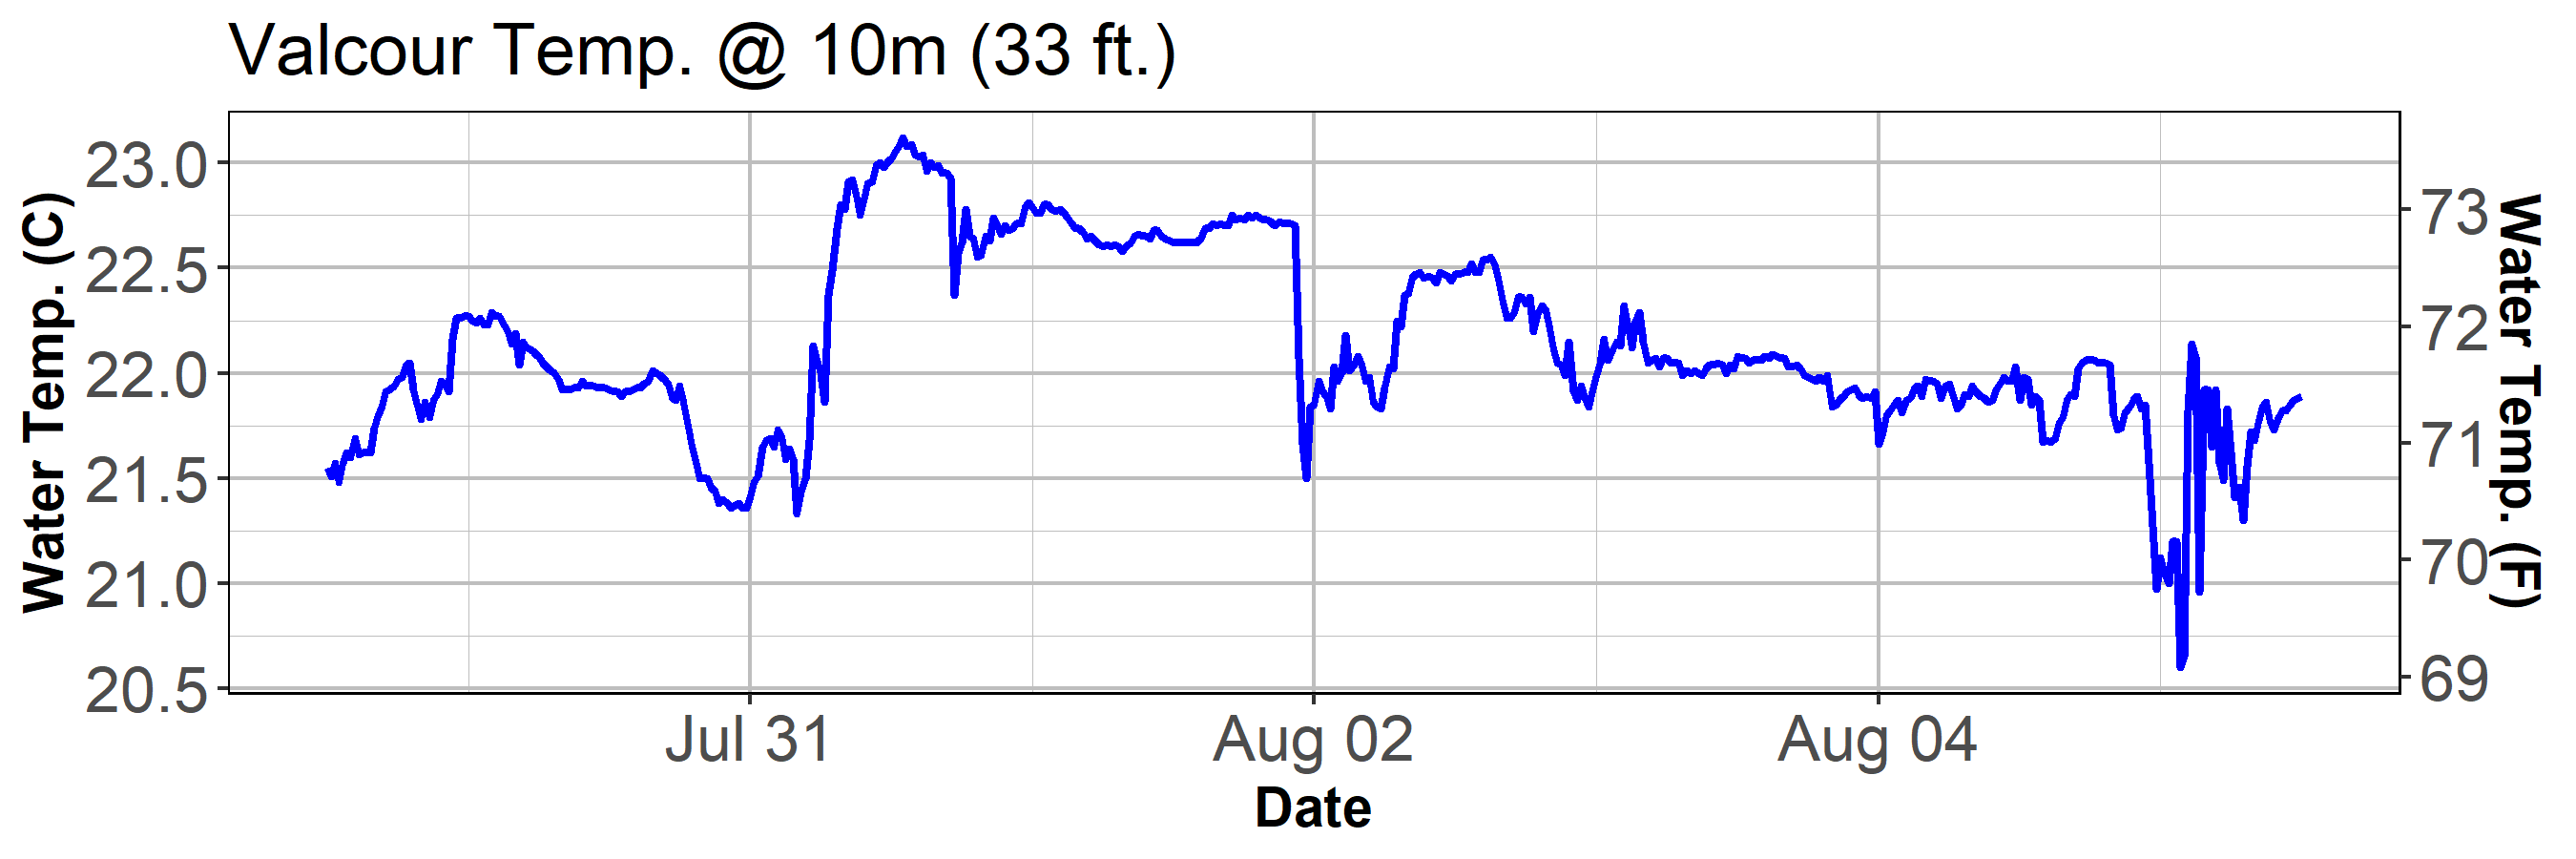 Valcour Temp. @ 10m (33 ft.)
Water Temp. (C)
23.0
22.5
22.0
21.5
21.0
20.5
73
72
71
70
69
Water Temp. (F)
Jul 31
Aug 02
Aug 04
Date